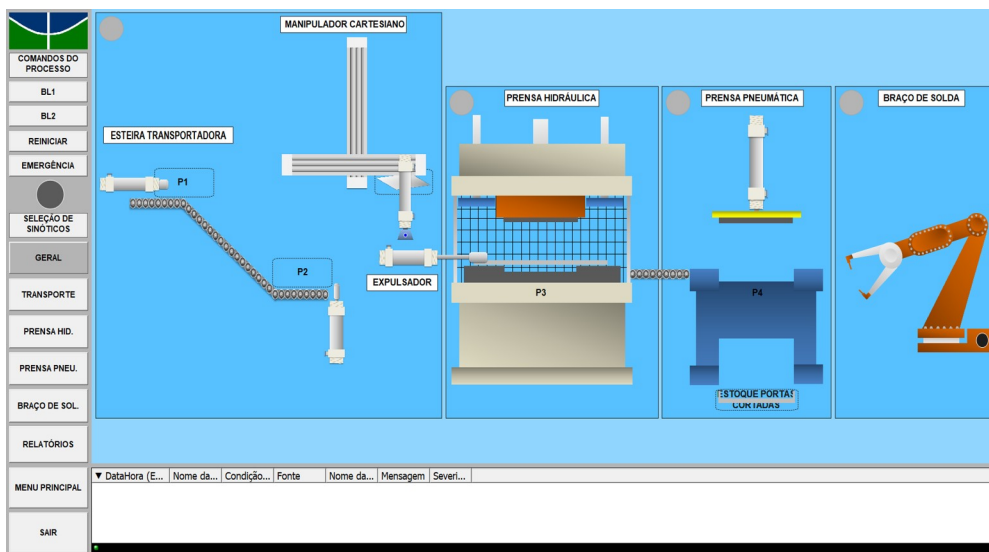 COMANDOS DO
PROCESSO
BL1
BL2
REINICIAR
EMERGÊNCIA
SELEÇÃO DE
SINÓTICOS
GERAL
TRANSPORTE
PRENSA HID.
PRENSA PNEU.
BRAÇO DE SOL.
RELATÓRIOS
MENU PRINCIPAL
SAIR
MANIPULADOR CARTESIANO
ESTEIRA TRANSPORTADORA
P1
P2
EXPULSADOR
PRENSA HIDRÁULICA
P3
PRENSA PNEUMÁTICA
P4
ESTOQUE PORTAS
CORTADAS
BRAÇO DE SOLDA
▼ DataHora (E... Nome da... Condição... Fonte Nome da... Mensagem Severi...